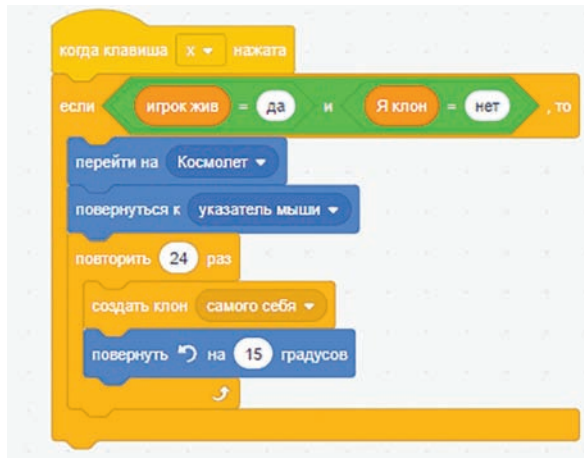 когда клавиша x нажата
если игрок жив = да и Я клон = нет , то
перейти на Космолет
повернуться к указатель мыши
повторить 24 раз
создать клон самого себя
повернуть на 15 градусов